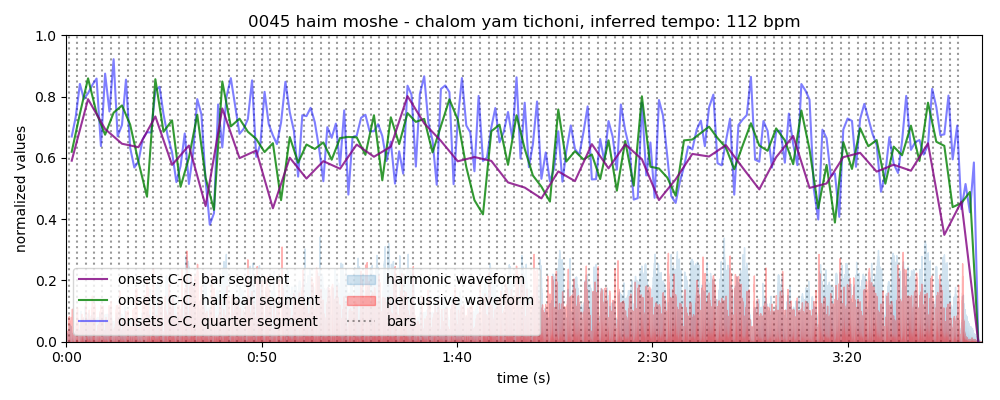 0045 haim moshe - chalom yam tichoni, inferred tempo: 112 bpm
normalized values
1.0
0.8
0.6
0.4
0.2
0.0
onsets C-C, bar segment
onsets C-C, half bar segment
onsets C-C, quarter segment
harmonic waveform
percussive waveform
bars
0:00
0:50
1:40
2:30
3:20
time (s)